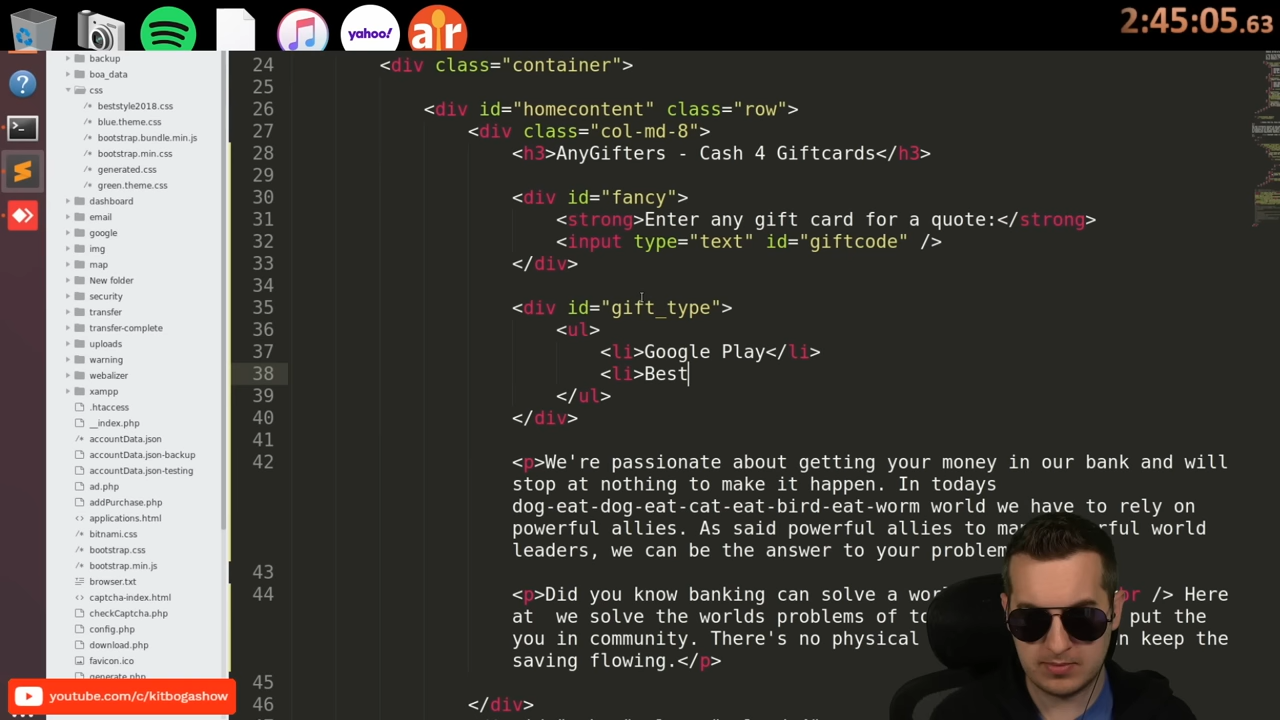 yahoo!
air
2:45:05.63
backup
boa_data
css
/* beststyle2018.css
/* blue.theme.css
/* bootstrap.bundle.min.js
/* bootstrap.min.css
/* generated.css
/* green.theme.css
dashboard
email
google
img
map
New folder
security
transfer
transfer-complete
uploads
warning
webalizer
xampp
.htaccess
__index.php
/* accountData.json
accountData.json-backup
accountData.json-testing
ad.php
addPurchase.php
<> applications.html
bitnami.css
/* bootstrap.css
/* bootstrap.min.js
browser.txt
<> captcha-index.html
checkCaptcha.php
config.php
download.php
favicon.ico
generate.php
24 <div class="container">
25
26 <div id="homecontent" class="row">
27 <div class="col-md-8">
28 <h3>AnyGifters - Cash 4 Giftcards</h3>
29
30 <div id="fancy">
31 <strong>Enter any gift card for a quote:</strong>
32 <input type="text" id="giftcode" />
33 </div>
34
35 <div id="gift_type">
36 <ul>
37 <li>Google Play</li>
38 <li>Best
39 </ul>
40 </div>
41
42 <p>We're passionate about getting your money in our bank and will
stop at nothing to make it happen. In todays
dog-eat-dog-eat-cat-eat-bird-eat-worm world we have to rely on
powerful allies. As said powerful allies to world
leaders, we can be the answer to your
43
44 <p>Did you know banking can solve a /> Here
at we solve the worlds problems of put the
you in community. There's no physical keep the
saving flowing.</p>
45
46 </div>
youtube.com/c/kitbogashow